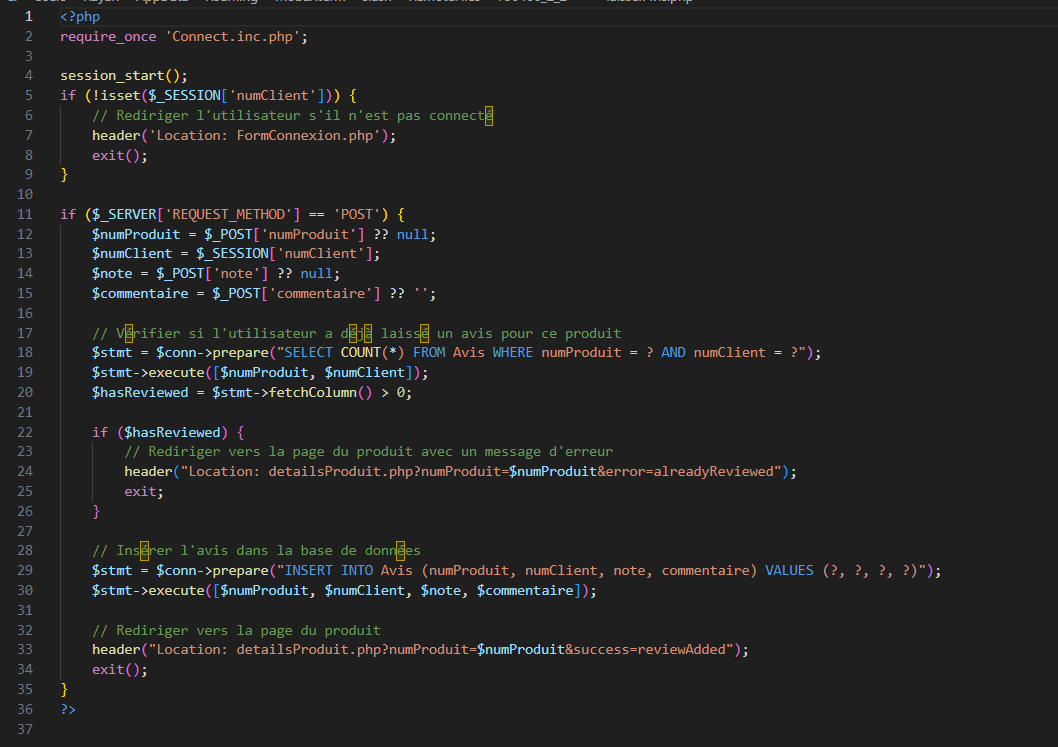 1 <?php
2 require_once 'Connect.inc.php';
3
4 session_start();
5 if (!isset($_SESSION['numClient'])) {
6     // Rediriger l'utilisateur s'il n'est pas connecté
7     header('Location: FormConnexion.php');
8     exit();
9 }
10
11 if ($_SERVER['REQUEST_METHOD'] == 'POST') {
12     $numProduit = $_POST['numProduit'] ?? null;
13     $numClient = $_SESSION['numClient'];
14     $note = $_POST['note'] ?? null;
15     $commentaire = $_POST['commentaire'] ?? '';
16
17     // Vérifier si l'utilisateur a déjà laissé un avis pour ce produit
18     $stmt = $conn->prepare("SELECT COUNT(*) FROM Avis WHERE numProduit = ? AND numClient = ?");
19     $stmt->execute([$numProduit, $numClient]);
20     $hasReviewed = $stmt->fetchColumn() > 0;
21
22     if ($hasReviewed) {
23         // Rediriger vers la page du produit avec un message d'erreur
24         header("Location: detailsProduit.php?numProduit=$numProduit&error=alreadyReviewed");
25         exit;
26     }
27
28     // Insérer l'avis dans la base de données
29     $stmt = $conn->prepare("INSERT INTO Avis (numProduit, numClient, note, commentaire) VALUES (?, ?, ?, ?)");
30     $stmt->execute([$numProduit, $numClient, $note, $commentaire]);
31
32     // Rediriger vers la page du produit
33     header("Location: detailsProduit.php?numProduit=$numProduit&success=reviewAdded");
34     exit();
35 }
36 ?>
37